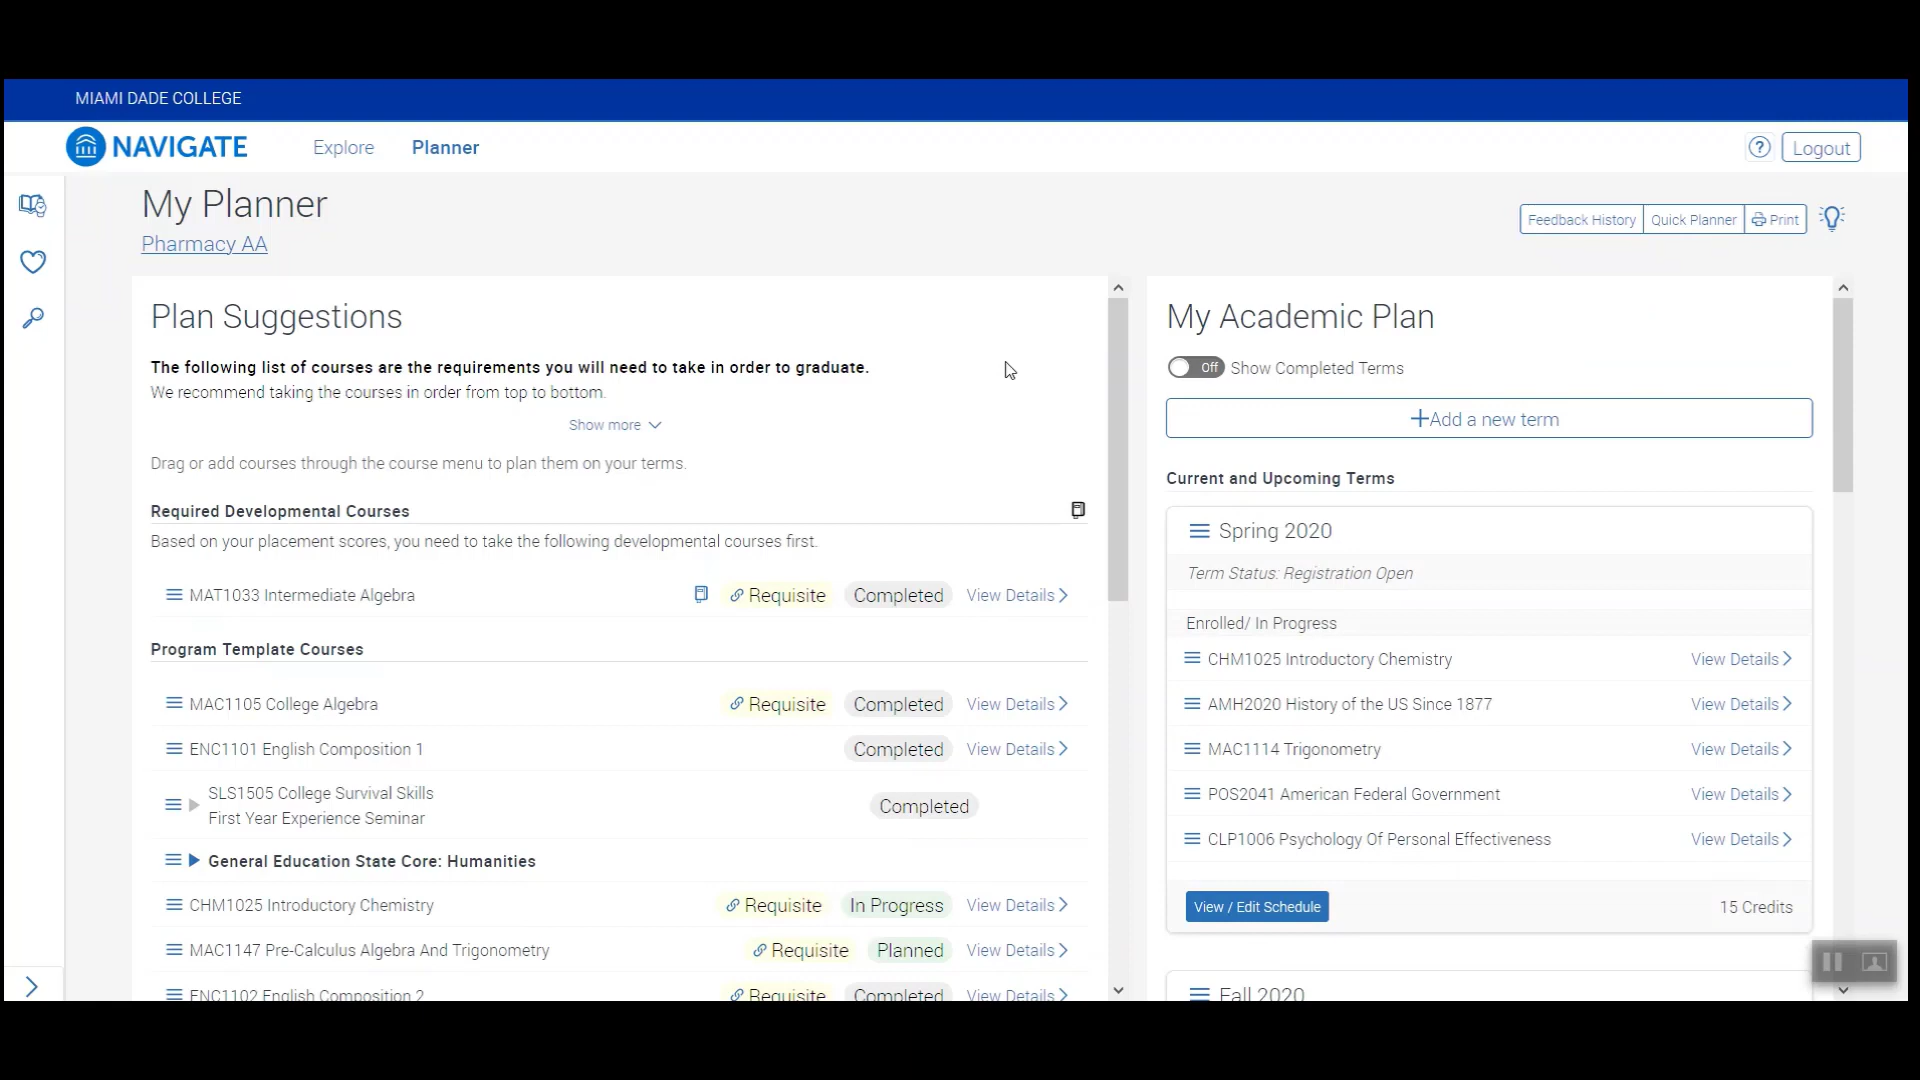 MIAMI DADE COLLEGE
NAVIGATE
Explore
Planner
?
Logout
My Planner
Pharmacy AA
Feedback History
Quick Planner
Print
Plan Suggestions
The following list of courses are the requirements you will need to take in order to graduate.
We recommend taking the courses in order from top to bottom.
Show more
Drag or add courses through the course menu to plan them on your terms.
Required Developmental Courses
Based on your placement scores, you need to take the following developmental courses first.
MAT1033 Intermediate Algebra Requisite Completed View Details
Program Template Courses
MAC1105 College Algebra Requisite Completed View Details
ENC1101 English Composition 1 Completed View Details
SLS1505 College Survival Skills
First Year Experience Seminar
Completed
General Education State Core: Humanities
CHM1025 Introductory Chemistry Requisite In Progress View Details
MAC1147 Pre-Calculus Algebra And Trigonometry Requisite Planned View Details
ENC1102 English Composition 2 Requisite Completed View Details
My Academic Plan
Off Show Completed Terms
+Add a new term
Current and Upcoming Terms
Spring 2020
Term Status: Registration Open
Enrolled/ In Progress
CHM1025 Introductory Chemistry View Details
AMH2020 History of the US Since 1877 View Details
MAC1114 Trigonometry View Details
POS2041 American Federal Government View Details
CLP1006 Psychology Of Personal Effectiveness View Details
View / Edit Schedule 15 Credits
Fall 2020